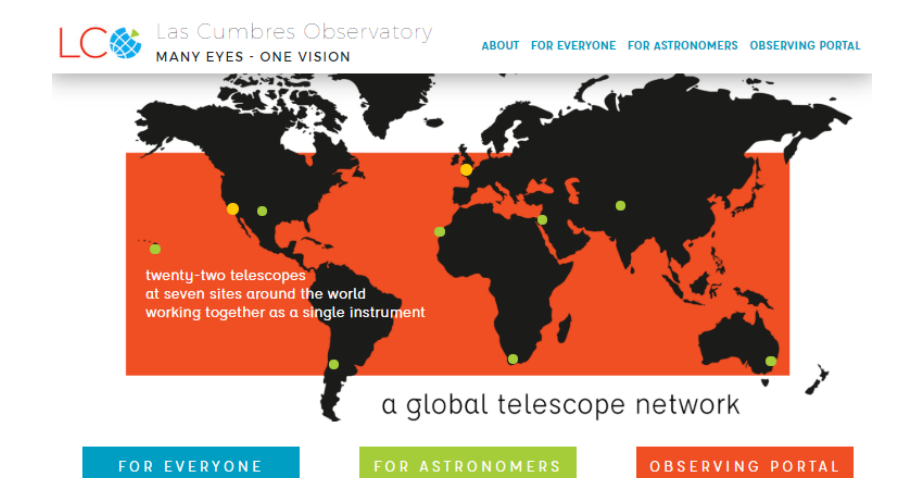 LCO
Las Cumbres Observatory
MANY EYES - ONE VISION
ABOUT FOR EVERYONE FOR ASTRONOMERS OBSERVING PORTAL
twenty-two telescopes
at seven sites around the world
working together as a single instrument
a global telescope network
FOR EVERYONE
FOR ASTRONOMERS
OBSERVING PORTAL